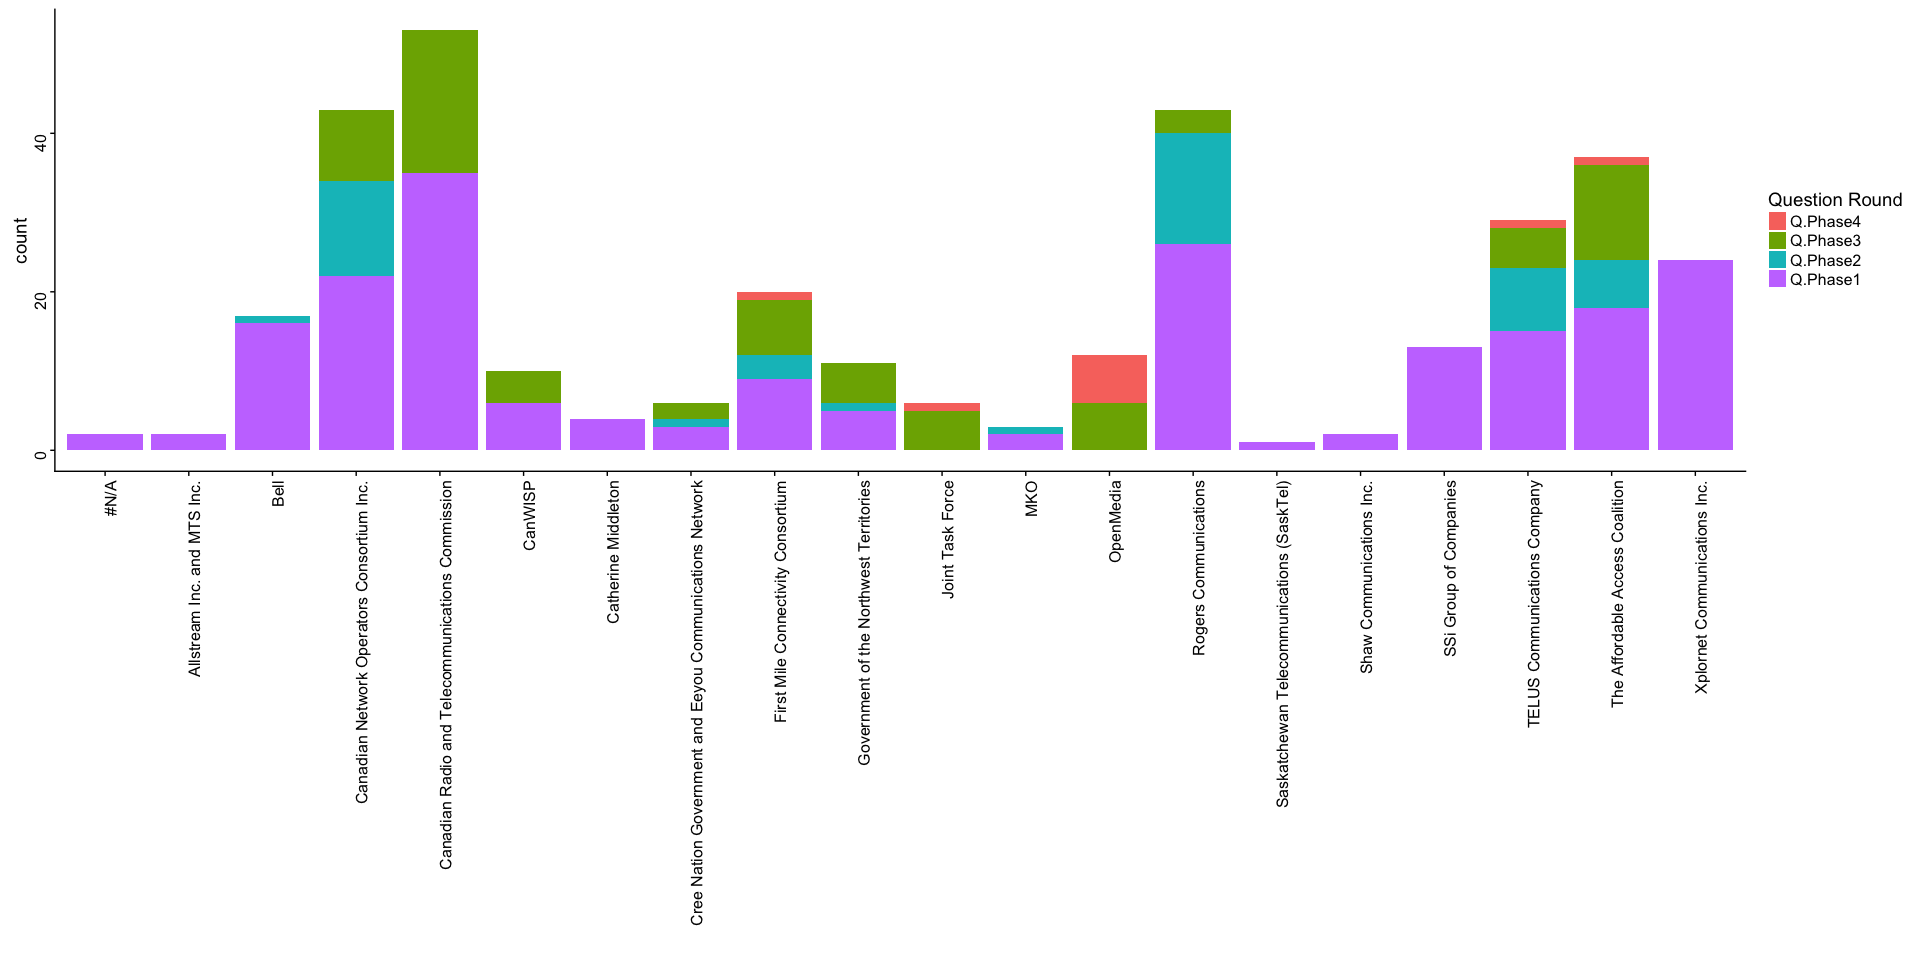 count
40
20
0
#N/A
Allstream Inc. and MTS Inc.
Bell
Canadian Network Operators Consortium Inc.
Canadian Radio and Telecommunications Commission
CanWISP
Catherine Middleton
Cree Nation Government and Eeyou Communications Network
First Mile Connectivity Consortium
Government of the Northwest Territories
Joint Task Force
MKO
OpenMedia
Rogers Communications
Saskatchewan Telecommunications (SaskTel)
Shaw Communications Inc.
SSi Group of Companies
TELUS Communications Company
The Affordable Access Coalition
Xplornet Communications Inc.
Question Round
Q.Phase4
Q.Phase3
Q.Phase2
Q.Phase1